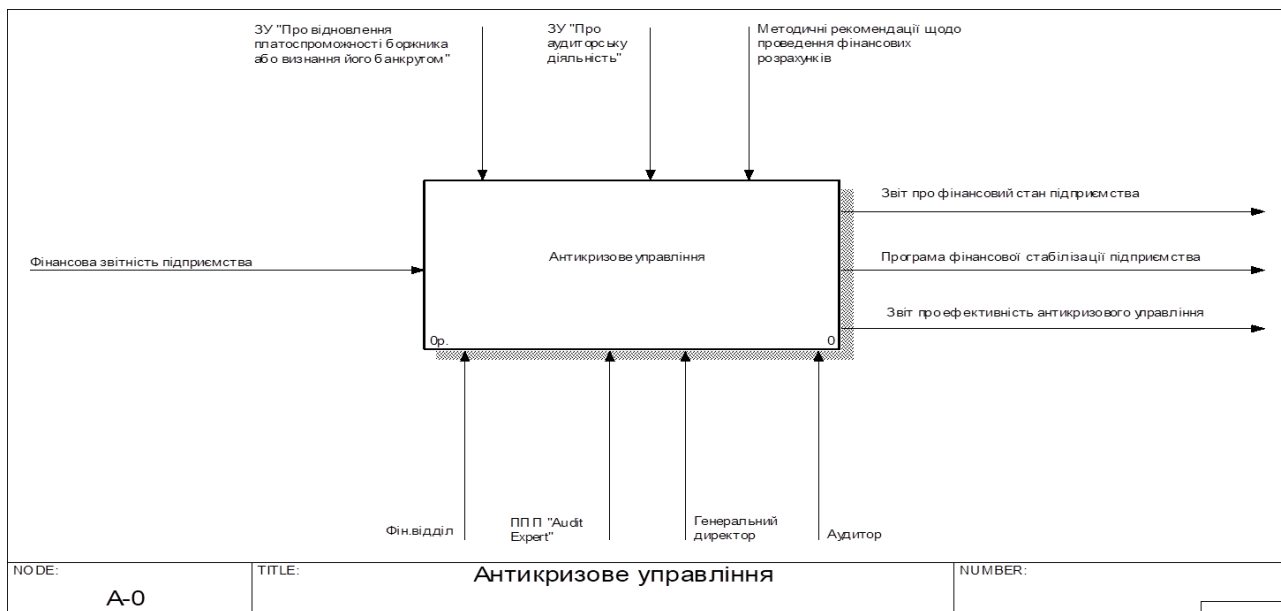 ЗУ "Про відновлення
платоспроможності боржника
або визнання його банкрутом"
ЗУ "Про
аудиторську
діяльність"
Методичні рекомендації щодо
проведення фінансових
розрахунків
Фінансова звітність підприємства
Антикризове управління
0р.
0
Звіт про фінансовий стан підприємства
Програма фінансової стабілізації підприємства
Звіт про ефективність антикризового управління
Фін.відділ
ППП "Audit
Expert"
Генеральний
директор
Аудитор
NODE:
A-0
TITLE:
Антикризове управління
NUMBER: